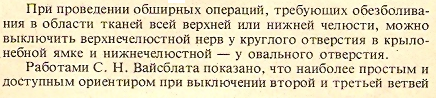 При проведении обширных операций, требующих обезболива-
ния в области тканей всей верхней или нижней челюсти, можно
выключить верхнечелюстной нерв у круглого отверстия в крыло-
небной ямке и нижнечелюстной — у овального отверстия.
Работами С. Н. Вайсблата показано, что наиболее простым и
доступным ориентиром при выключении второй и третьей ветвей